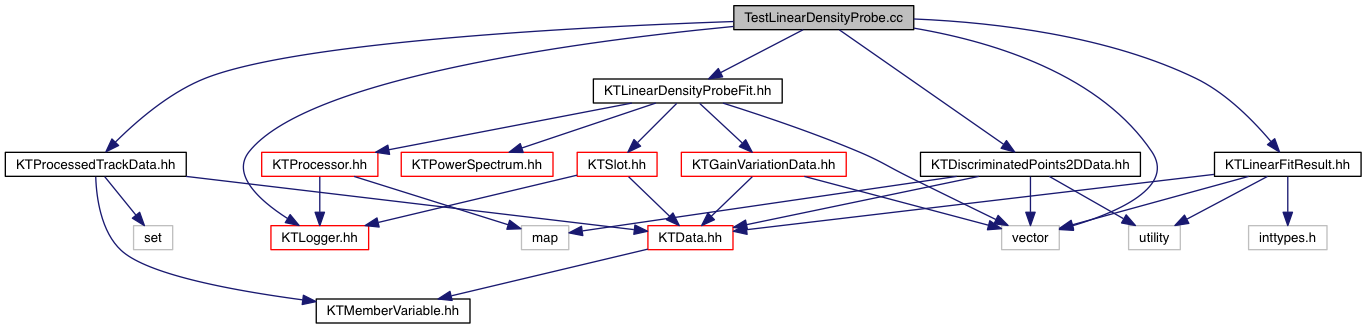 TestLinearDensityProbe.cc
KTLinearDensityProbeFit.hh
KTProcessedTrackData.hh
KTProcessor.hh
KTPowerSpectrum.hh
KTSlot.hh
KTGainVariationData.hh
KTDiscriminatedPoints2DData.hh
KTLinearFitResult.hh
set
KTLogger.hh
map
KTData.hh
vector
utility
inttypes.h
KTMemberVariable.hh